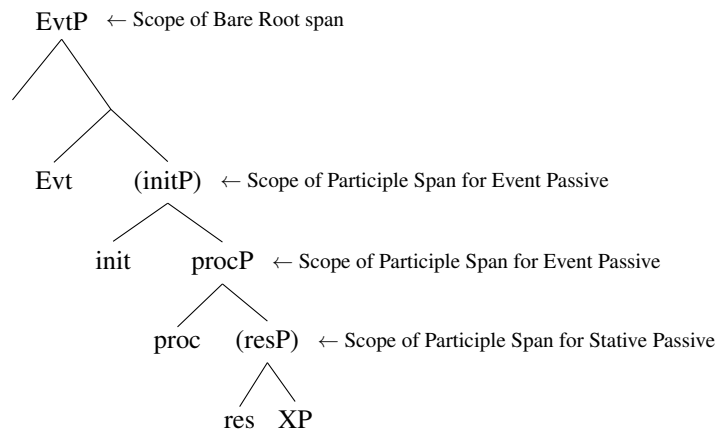 EvtP ← Scope of Bare Root span
Evt (initP) ← Scope of Participle Span for Event Passive
init procP ← Scope of Participle Span for Event Passive
proc (resP) ← Scope of Participle Span for Stative Passive
res XP